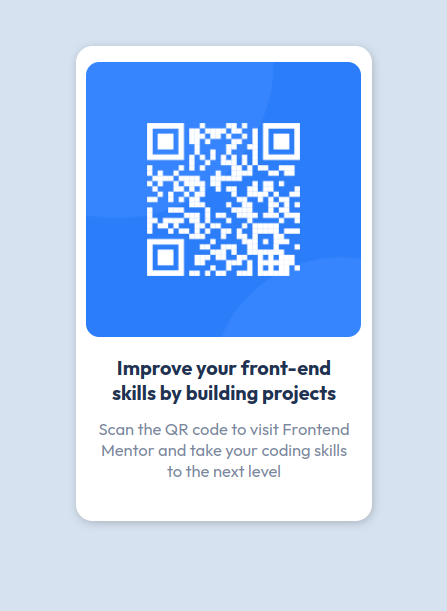 Improve your front-end
skills by building projects
Scan the QR code to visit Frontend
Mentor and take your coding skills
to the next level